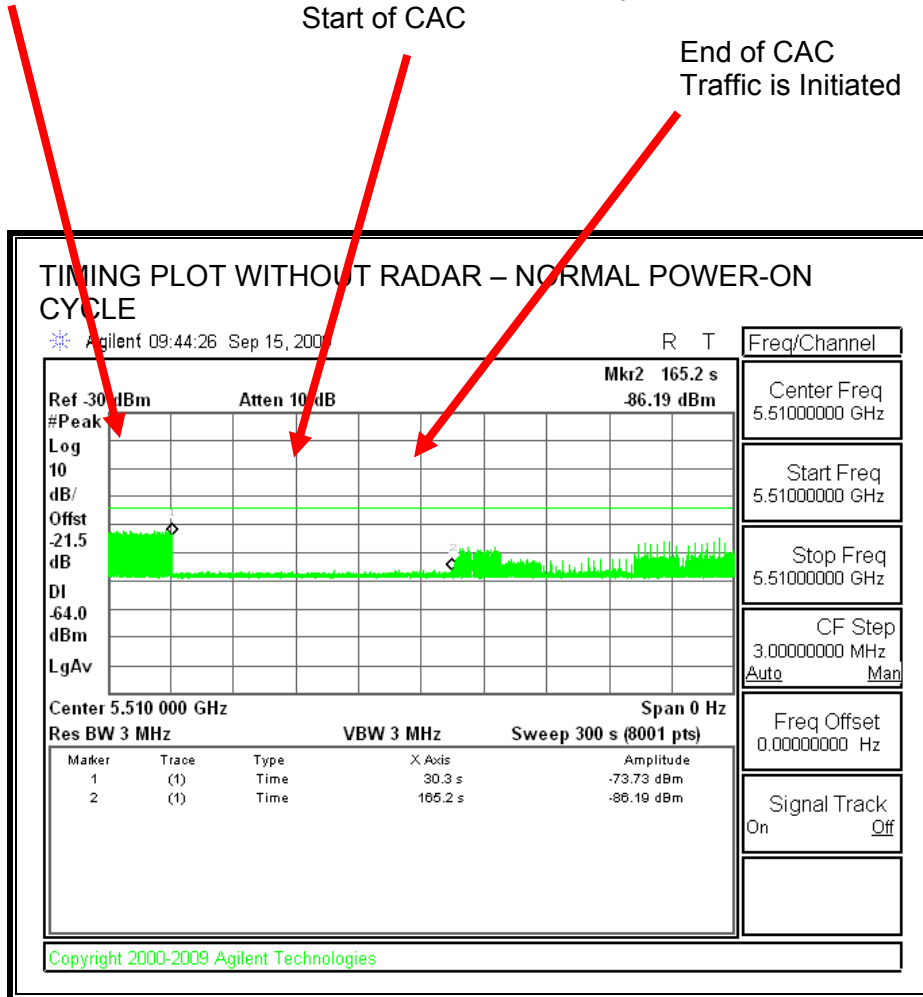 Start of CAC
End of CAC
Traffic is Initiated
TIMING PLOT WITHOUT RADAR – NORMAL POWER-ON
CYCLE
Agilent 09:44:26 Sep 15, R T
Mkr2 165.2 s
Ref -30 dBm Atten 10 dB -86.19 dBm
#Peak
Log
10
dB/
Offst
-21.5
dB
DI
-64.0
dBm
LgAv
1
2
Center 5.510 000 GHz Span 0 Hz
Res BW 3 MHz VBW 3 MHz Sweep 300 s (8001 pts)
Marker Trace Type X Axis Amplitude
1 (1) Time 30.3 s -73.73 dBm
2 (1) Time 165.2 s -86.19 dBm
Freq/Channel
Center Freq
5.51000000 GHz
Start Freq
5.51000000 GHz
Stop Freq
5.51000000 GHz
CF Step
3.00000000 MHz
Auto Man
Freq Offset
0.00000000 Hz
Signal Track
On Off
Copyright 2000-2009 Agilent Technologies